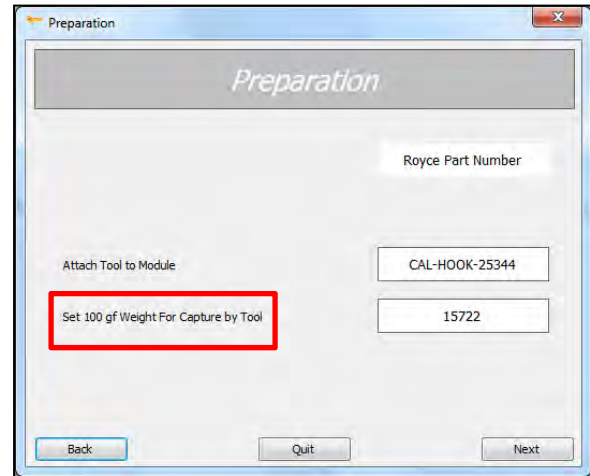 Preparation
Preparation
Royce Part Number
Attach Tool to Module CAL-HOOK-25344
Set 100 gf Weight For Capture by Tool 15722
Back Quit Next